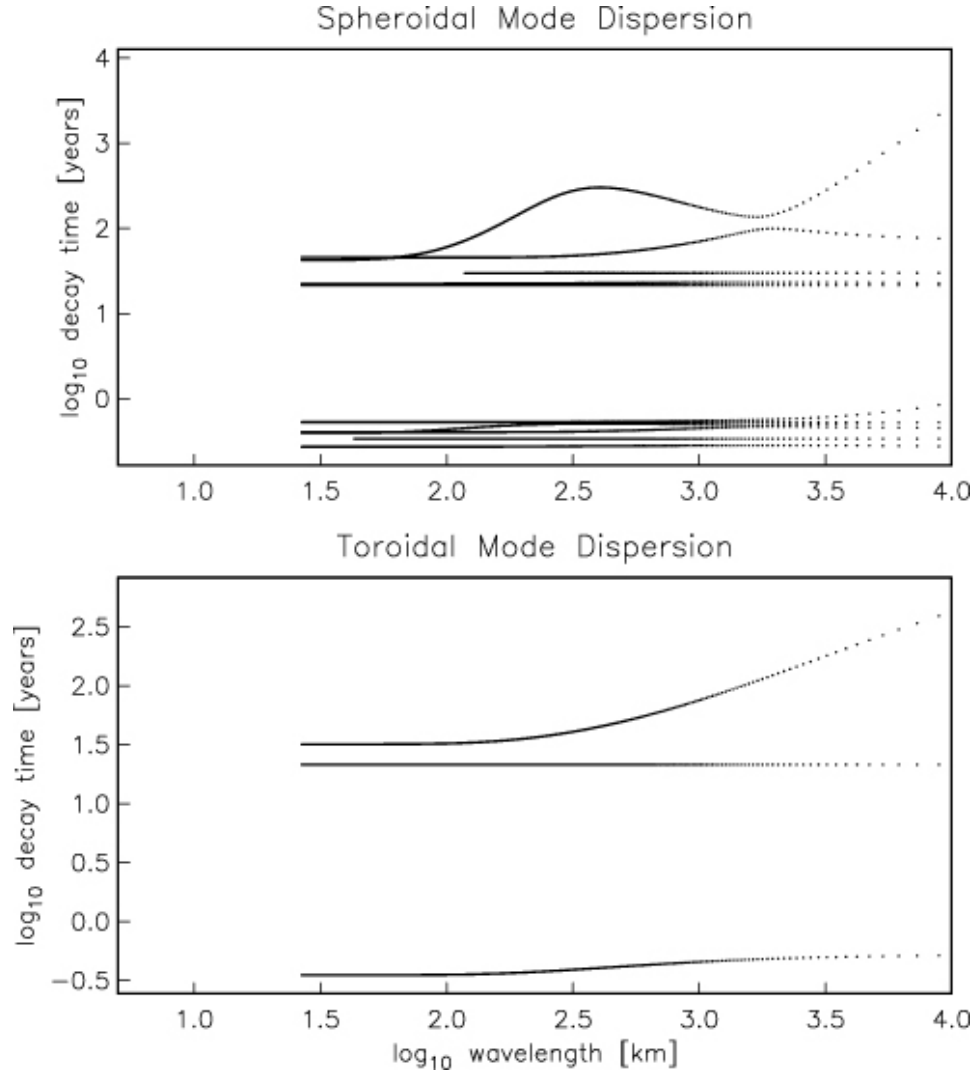 Spheroidal Mode Dispersion
log10 decay time [years]
4
3
2
1
0
1.0 1.5 2.0 2.5 3.0 3.5 4.0
Toroidal Mode Dispersion
log10 decay time [years]
2.5
2.0
1.5
1.0
0.5
0.0
−0.5
1.0 1.5 2.0 2.5 3.0 3.5 4.0
log10 wavelength [km]